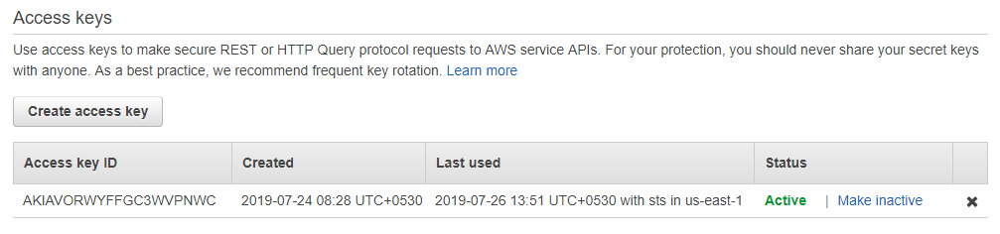 Access keys
Use access keys to make secure REST or HTTP Query protocol requests to AWS service APIs. For your protection, you should never share your secret keys
with anyone. As a best practice, we recommend frequent key rotation. Learn more
Create access key
Access key ID Created Last used Status
AKIAVORWYFFGC3WVPNWC 2019-07-24 08:28 UTC+0530 2019-07-26 13:51 UTC+0530 with sts in us-east-1 Active | Make inactive